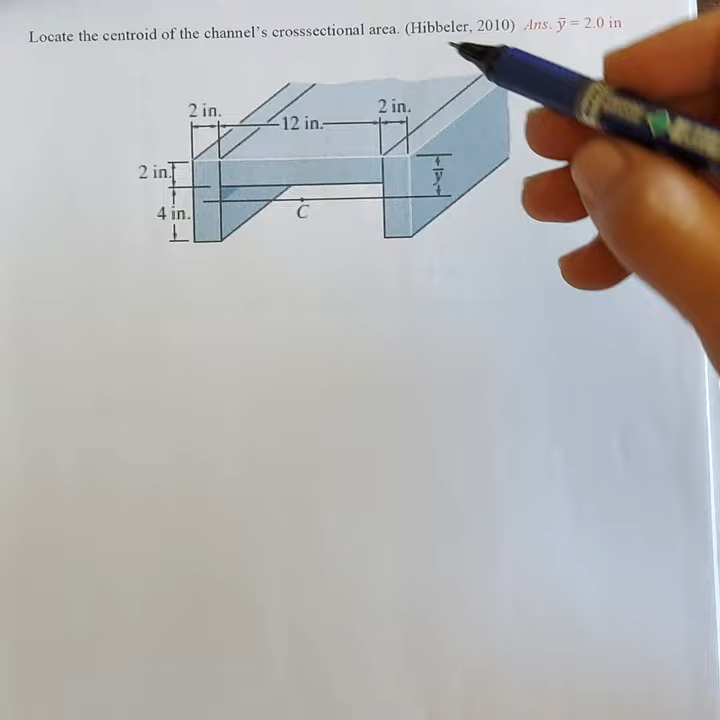 Locate the centroid of the channel's crosssectional area. (Hibbeler, 2010) Ans. ȳ = 2.0 in
2 in.
12 in.
2 in.
2 in.
ȳ
4 in.
C